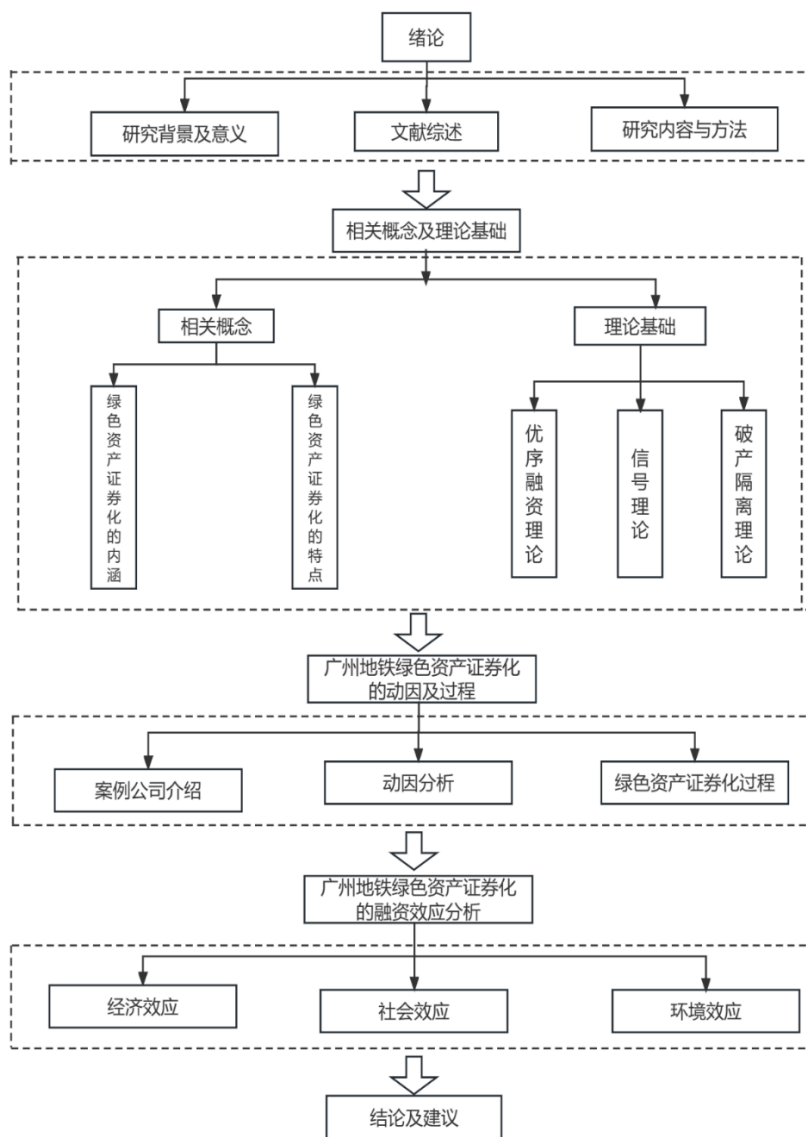 绪论
研究背景及意义
文献综述
研究内容与方法
相关概念及理论基础
相关概念
理论基础
绿色资产证券化的内涵
绿色资产证券化的特点
优序融资理论
信号理论
破产隔离理论
广州地铁绿色资产证券化
的动因及过程
案例公司介绍
动因分析
绿色资产证券化过程
广州地铁绿色资产证券化
的融资效应分析
经济效应
社会效应
环境效应
结论及建议